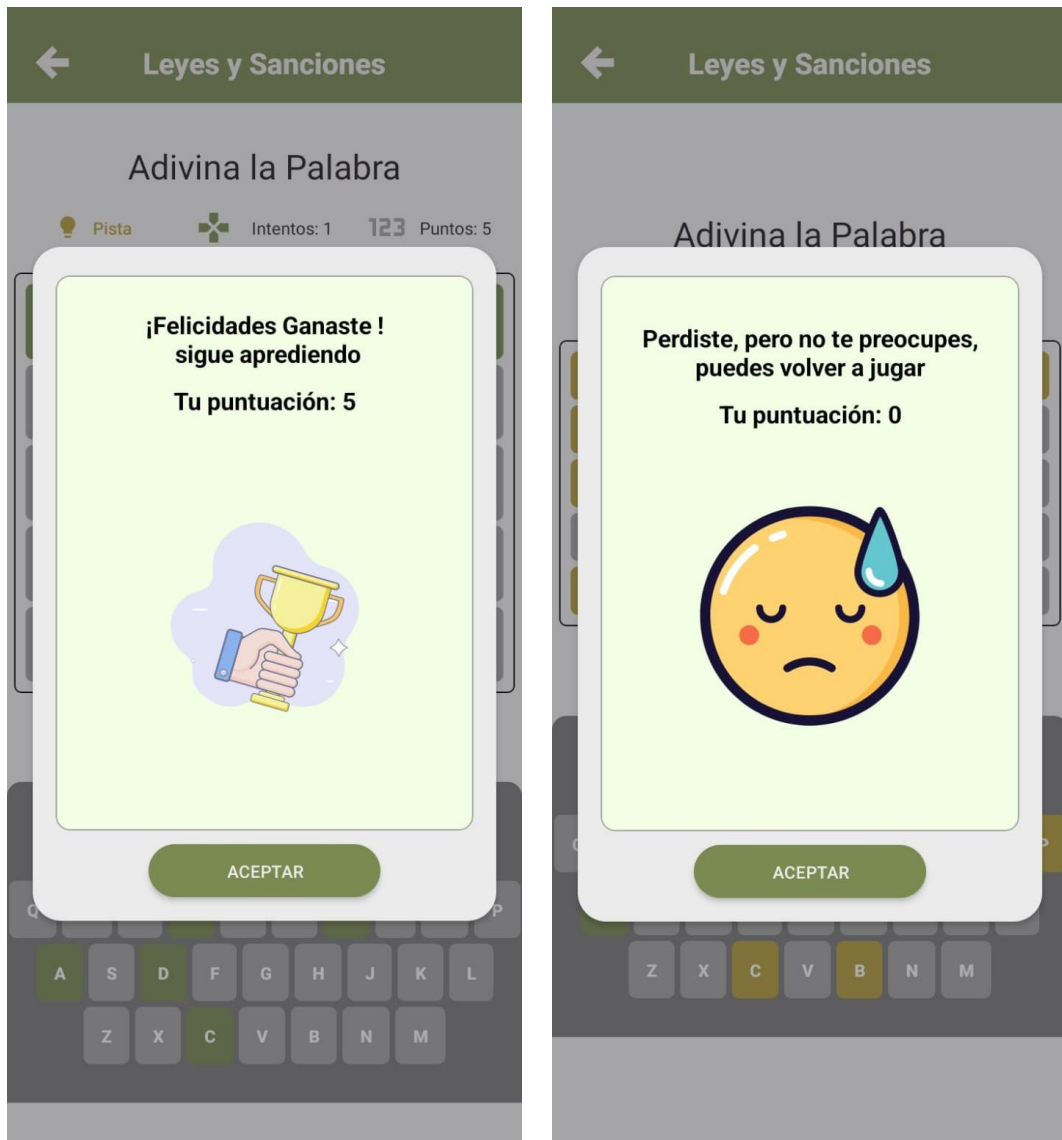 Leyes y Sanciones
Adivina la Palabra
Pista Intentos: 1 123 Puntos: 5
¡Felicidades Ganaste !
sigue aprediendo
Tu puntuación: 5
ACEPTAR
Q P
A S D F G H J K L
Z X C V B N M
Leyes y Sanciones
Adivina la Palabra
Perdiste, pero no te preocupes,
puedes volver a jugar
Tu puntuación: 0
ACEPTAR
Z X C V B N M